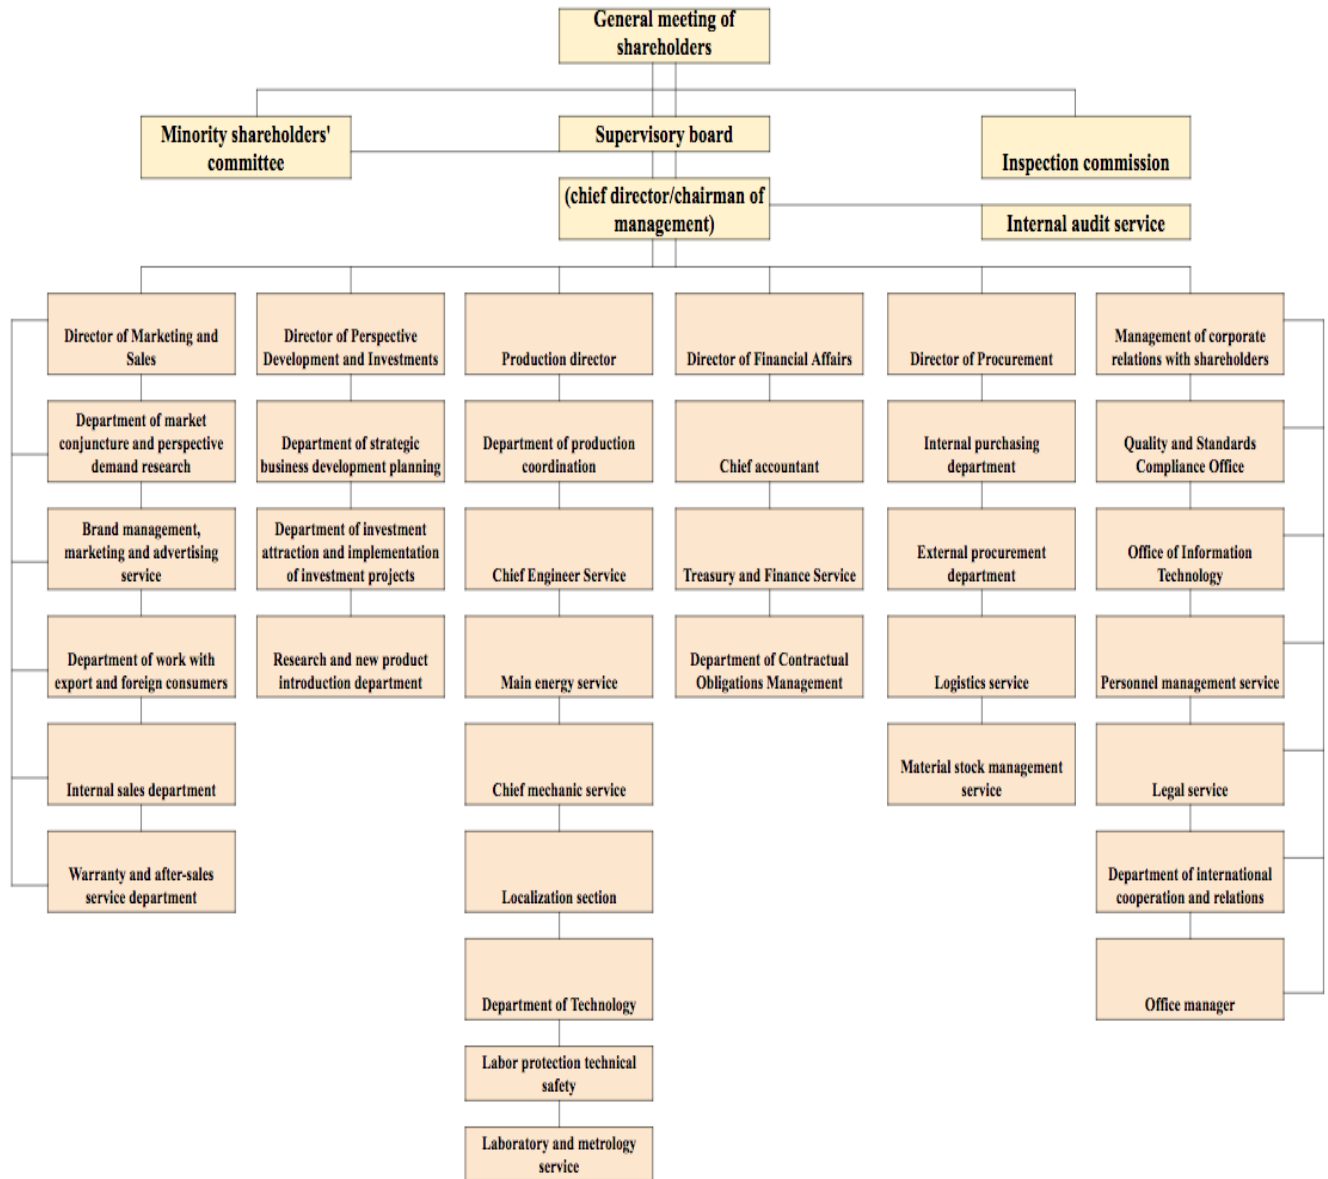 General meeting of
shareholders
Minority shareholders'
committee
Supervisory board
Inspection commission
(chief director/chairman of
management)
Internal audit service
Director of Marketing and
Sales
Director of Perspective
Development and Investments
Production director
Director of Financial Affairs
Director of Procurement
Management of corporate
relations with shareholders
Department of market
conjuncture and perspective
demand research
Department of strategic
business development planning
Department of production
coordination
Chief accountant
Internal purchasing
department
Quality and Standards
Compliance Office
Brand management,
marketing and advertising
service
Department of investment
attraction and implementation
of investment projects
Chief Engineer Service
Treasury and Finance Service
External procurement
department
Office of Information
Technology
Department of work with
export and foreign consumers
Research and new product
introduction department
Main energy service
Department of Contractual
Obligations Management
Logistics service
Personnel management service
Internal sales department
Chief mechanic service
Material stock management
service
Legal service
Warranty and after-sales
service department
Localization section
Department of international
cooperation and relations
Department of Technology
Office manager
Labor protection technical
safety
Laboratory and metrology
service